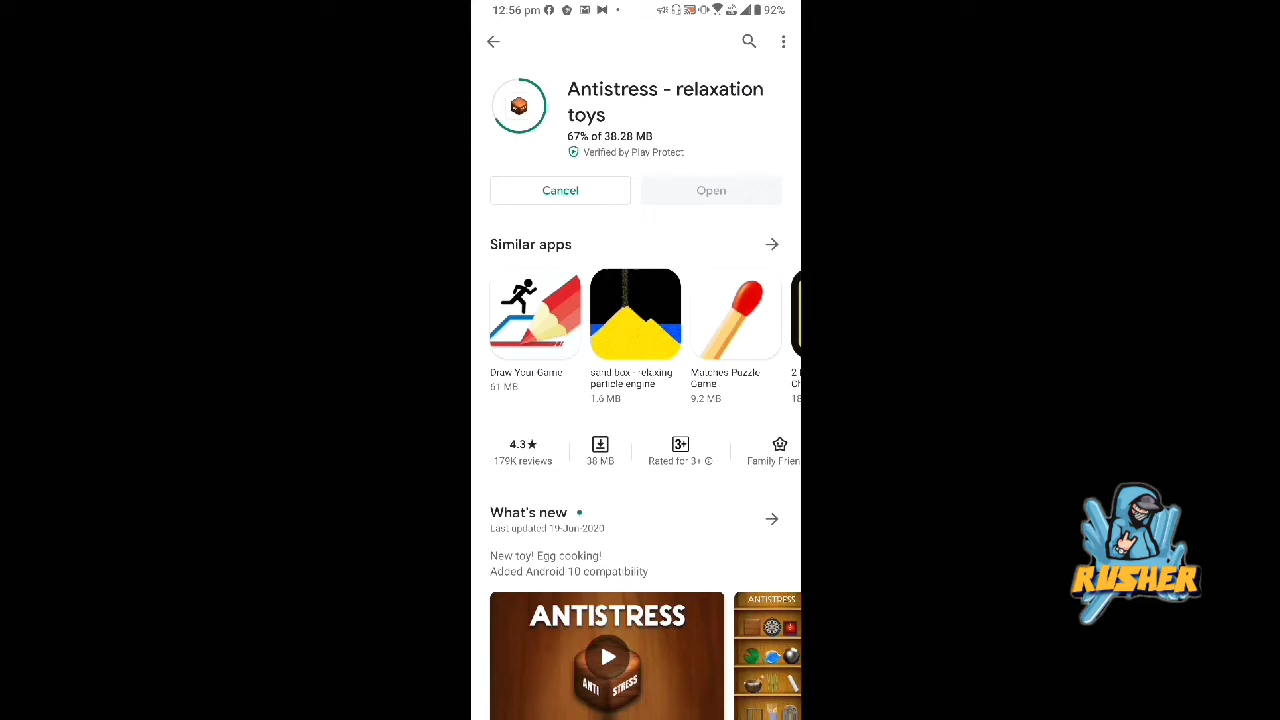 12:56 pm
92%
Antistress - relaxation
toys
67% of 38.28 MB
Verified by Play Protect
Cancel
Open
Similar apps
Draw Your Game
61 MB
sand:box - relaxing
particle engine
1.6 MB
Matches Puzzle
Game
9.2 MB
2
Ch
18
4.3★
179K reviews
38 MB
3+
Rated for 3+
Family Frien
What's new
Last updated 19-Jun-2020
New toy! Egg cooking!
Added Android 10 compatibility
ANTISTRESS
ANTI STRESS
ANTISTRESS
RUSHER